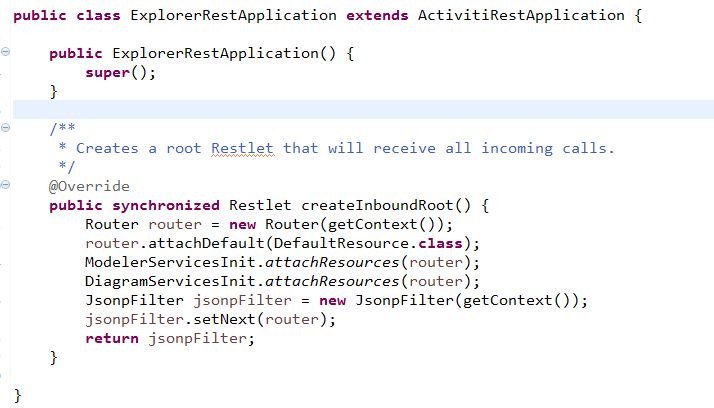 public class ExplorerRestApplication extends ActivitiRestApplication {
public ExplorerRestApplication() {
super();
}
/**
* Creates a root Restlet that will receive all incoming calls.
*/
@Override
public synchronized Restlet createInboundRoot() {
Router router = new Router(getContext());
router.attachDefault(DefaultResource.class);
ModelerServicesInit.attachResources(router);
DiagramServicesInit.attachResources(router);
JsonpFilter jsonpFilter = new JsonpFilter(getContext());
jsonpFilter.setNext(router);
return jsonpFilter;
}
}